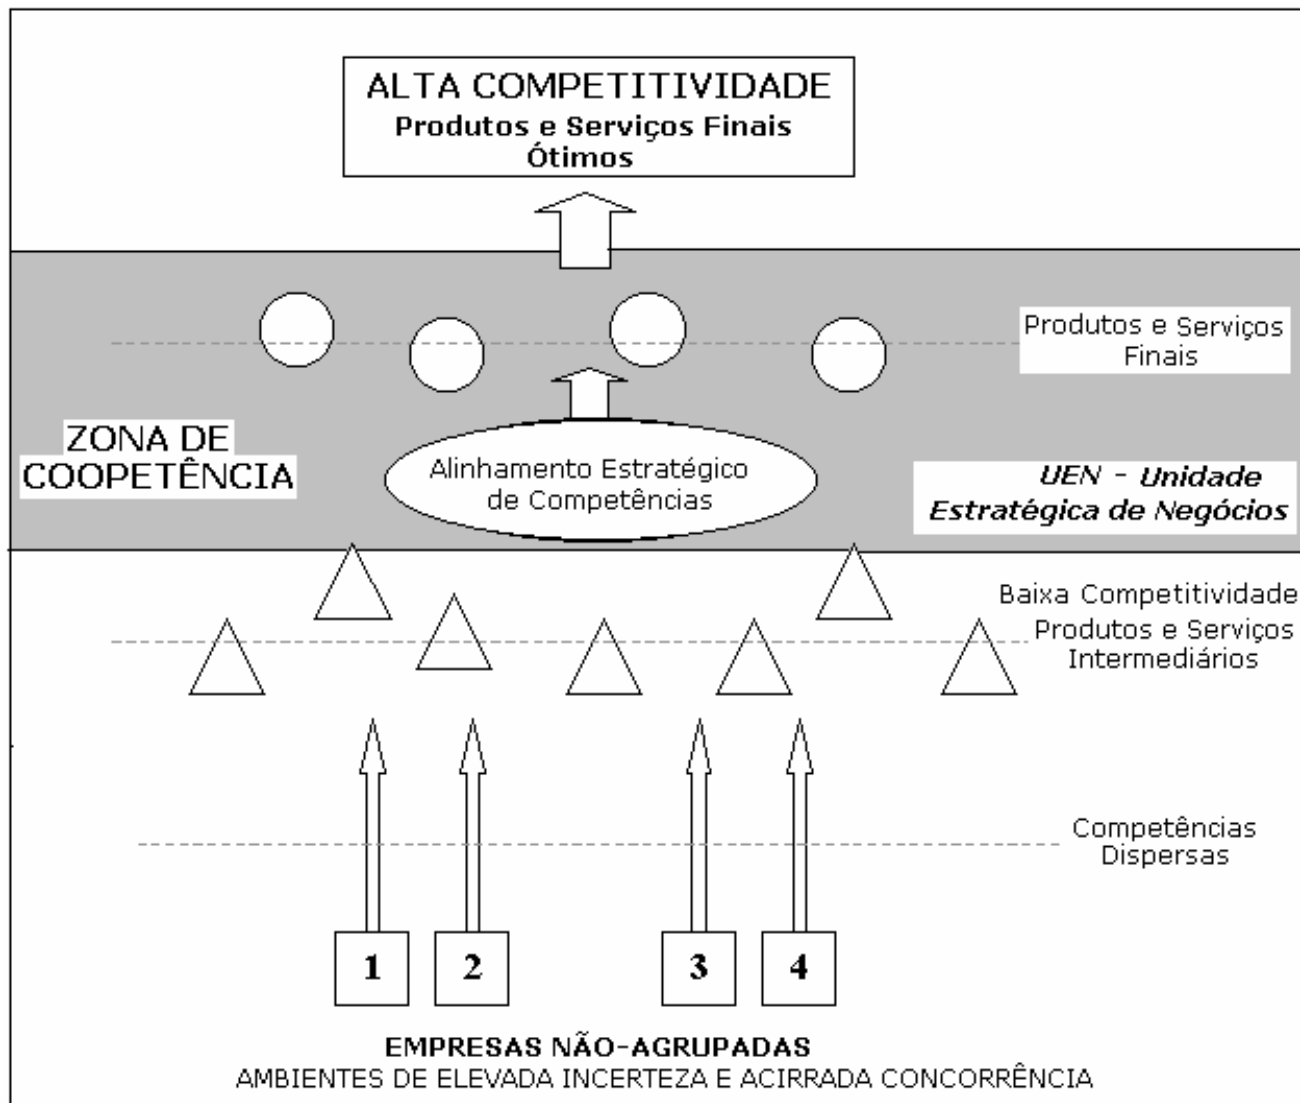 ALTA COMPETITIVIDADE
Produtos e Serviços Finais
Ótimos
Produtos e Serviços
Finais
ZONA DE
COOPETÊNCIA
Alinhamento Estratégico
de Competências
UEN - Unidade
Estratégica de Negócios
Baixa Competitividade
Produtos e Serviços
Intermediários
Competências
Dispersas
1 2 3 4
EMPRESAS NÃO-AGRUPADAS
AMBIENTES DE ELEVADA INCERTEZA E ACIRRADA CONCORRÊNCIA